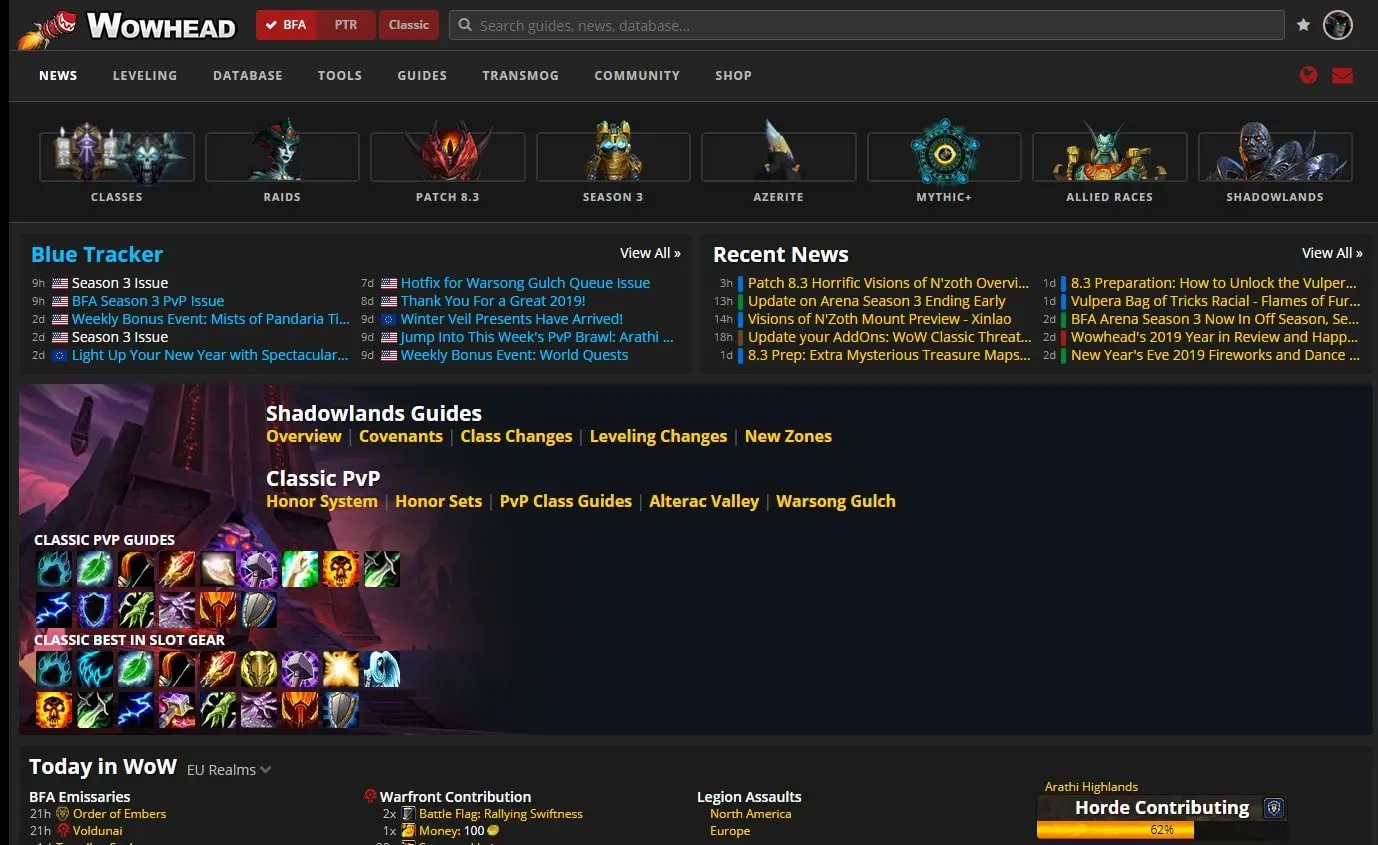 WOWHEAD
BFA PTR Classic
Search guides, news, database...
NEWS LEVELING DATABASE TOOLS GUIDES TRANSMOG COMMUNITY SHOP
CLASSES RAIDS PATCH 8.3 SEASON 3 AZERITE MYTHIC+ ALLIED RACES SHADOWLANDS
Blue Tracker View All »
9h Season 3 Issue
9h BFA Season 3 PvP Issue
2d Weekly Bonus Event: Mists of Pandaria Ti...
2d Season 3 Issue
2d Light Up Your New Year with Spectacular...
7d Hotfix for Warsong Gulch Queue Issue
8d Thank You For a Great 2019!
9d Winter Veil Presents Have Arrived!
9d Jump Into This Week's PvP Brawl: Arathi ...
9d Weekly Bonus Event: World Quests
Recent News View All »
3h Patch 8.3 Horrific Visions of N'zoth Overvi...
13h Update on Arena Season 3 Ending Early
14h Visions of N'Zoth Mount Preview - Xinlao
18h Update your AddOns: WoW Classic Threat...
1d 8.3 Prep: Extra Mysterious Treasure Maps...
1d 8.3 Preparation: How to Unlock the Vulper...
1d Vulpera Bag of Tricks Racial - Flames of Fur...
2d BFA Arena Season 3 Now In Off Season, Se...
2d Wowhead's 2019 Year in Review and Happ...
2d New Year's Eve 2019 Fireworks and Dance ...
Shadowlands Guides
Overview | Covenants | Class Changes | Leveling Changes | New Zones
Classic PvP
Honor System | Honor Sets | PvP Class Guides | Alterac Valley | Warsong Gulch
CLASSIC PVP GUIDES
CLASSIC BEST IN SLOT GEAR
Today in WoW EU Realms
BFA Emissaries
21h Order of Embers
21h Voldunai
Warfront Contribution
2x Battle Flag: Rallying Swiftness
1x Money: 100
Legion Assaults
North America
Europe
Arathi Highlands
Horde Contributing
62%